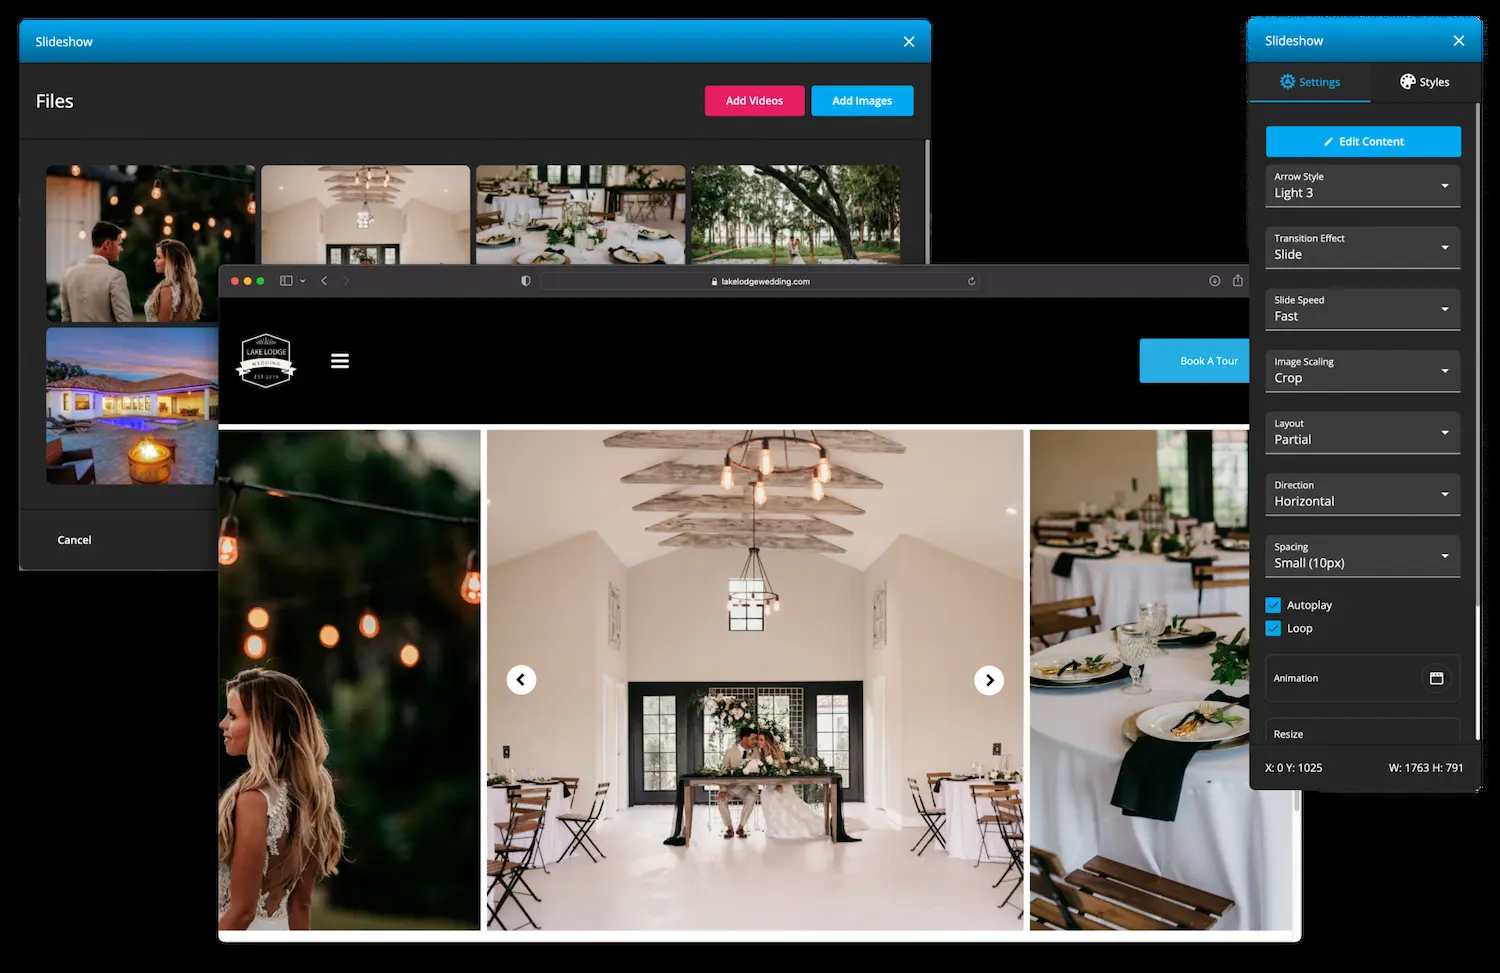 Slideshow
Files
Add Videos
Add Images
Cancel
lakelodgewedding.com
LAKE LODGE
WEDDING
EST 2019
Book A Tour
Slideshow
Settings
Styles
Edit Content
Arrow Style
Light 3
Transition Effect
Slide
Slide Speed
Fast
Image Scaling
Crop
Layout
Partial
Direction
Horizontal
Spacing
Small (10px)
Autoplay
Loop
Animation
Resize
X: 0 Y: 1025
W: 1763 H: 791